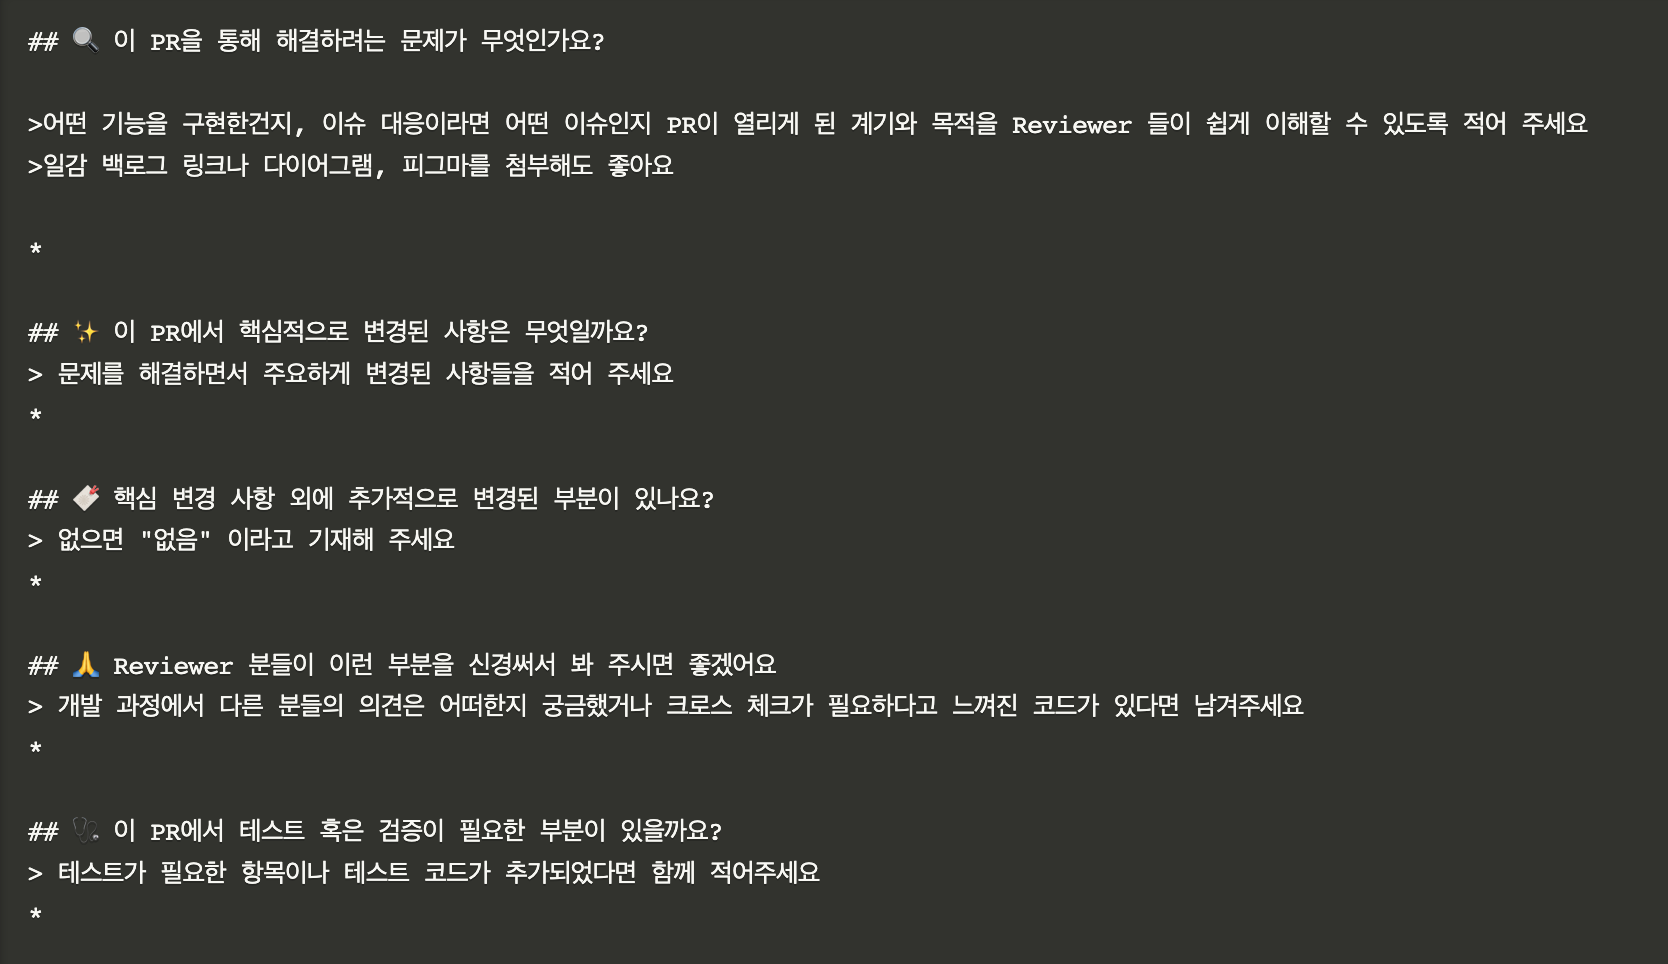 ## 🔍 이 PR을 통해 해결하려는 문제가 무엇인가요?
>어떤 기능을 구현한건지, 이슈 대응이라면 어떤 이슈인지 PR이 열리게 된 계기와 목적을 Reviewer 들이 쉽게 이해할 수 있도록 적어 주세요
>일감 백로그 링크나 다이어그램, 피그마를 첨부해도 좋아요
*
## ✨ 이 PR에서 핵심적으로 변경된 사항은 무엇일까요?
> 문제를 해결하면서 주요하게 변경된 사항들을 적어 주세요
*
## 🔖 핵심 변경 사항 외에 추가적으로 변경된 부분이 있나요?
> 없으면 "없음" 이라고 기재해 주세요
*
## 🙏 Reviewer 분들이 이런 부분을 신경써서 봐 주시면 좋겠어요
> 개발 과정에서 다른 분들의 의견은 어떠한지 궁금했거나 크로스 체크가 필요하다고 느껴진 코드가 있다면 남겨주세요
*
## 🩺 이 PR에서 테스트 혹은 검증이 필요한 부분이 있을까요?
> 테스트가 필요한 항목이나 테스트 코드가 추가되었다면 함께 적어주세요
*